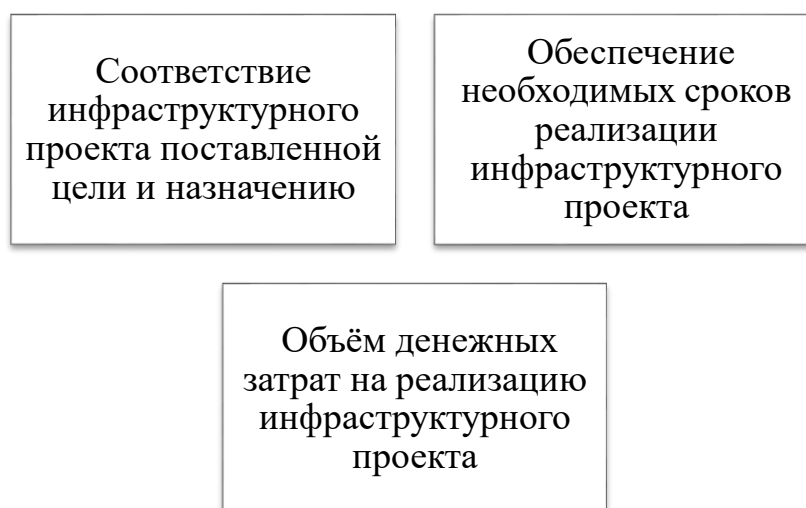 Соответствие
инфраструктурного
проекта поставленной
цели и назначению
Обеспечение
необходимых сроков
реализации
инфраструктурного
проекта
Объём денежных
затрат на реализацию
инфраструктурного
проекта